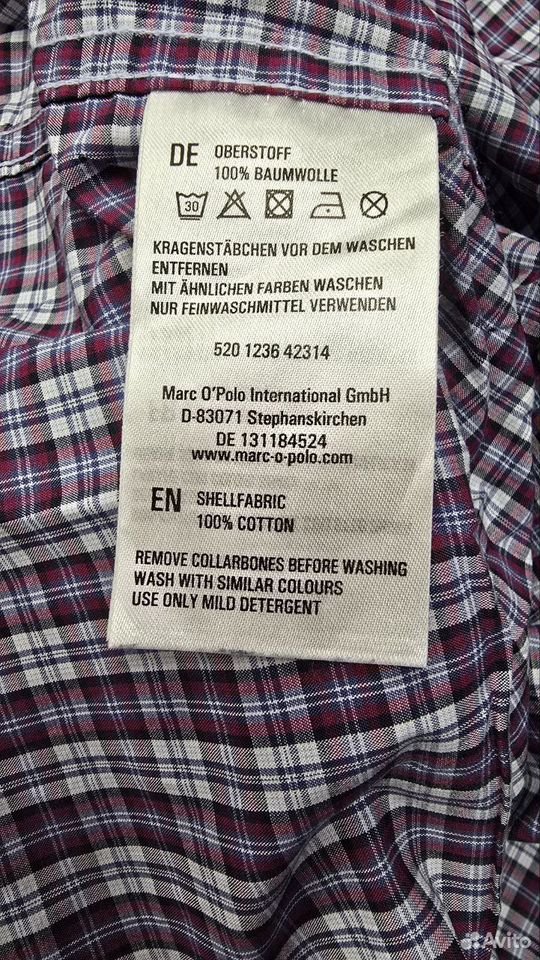 DE OBERSTOFF
100% BAUMWOLLE
30
KRAGENSTÄBCHEN VOR DEM WASCHEN
ENTFERNEN
MIT ÄHNLICHEN FARBEN WASCHEN
NUR FEINWASCHMITTEL VERWENDEN
520 1236 42314
Marc O'Polo International GmbH
D-83071 Stephanskirchen
DE 131184524
www.marc-o-polo.com
EN SHELLFABRIC
100% COTTON
REMOVE COLLARBONES BEFORE WASHING
WASH WITH SIMILAR COLOURS
USE ONLY MILD DETERGENT
Avito